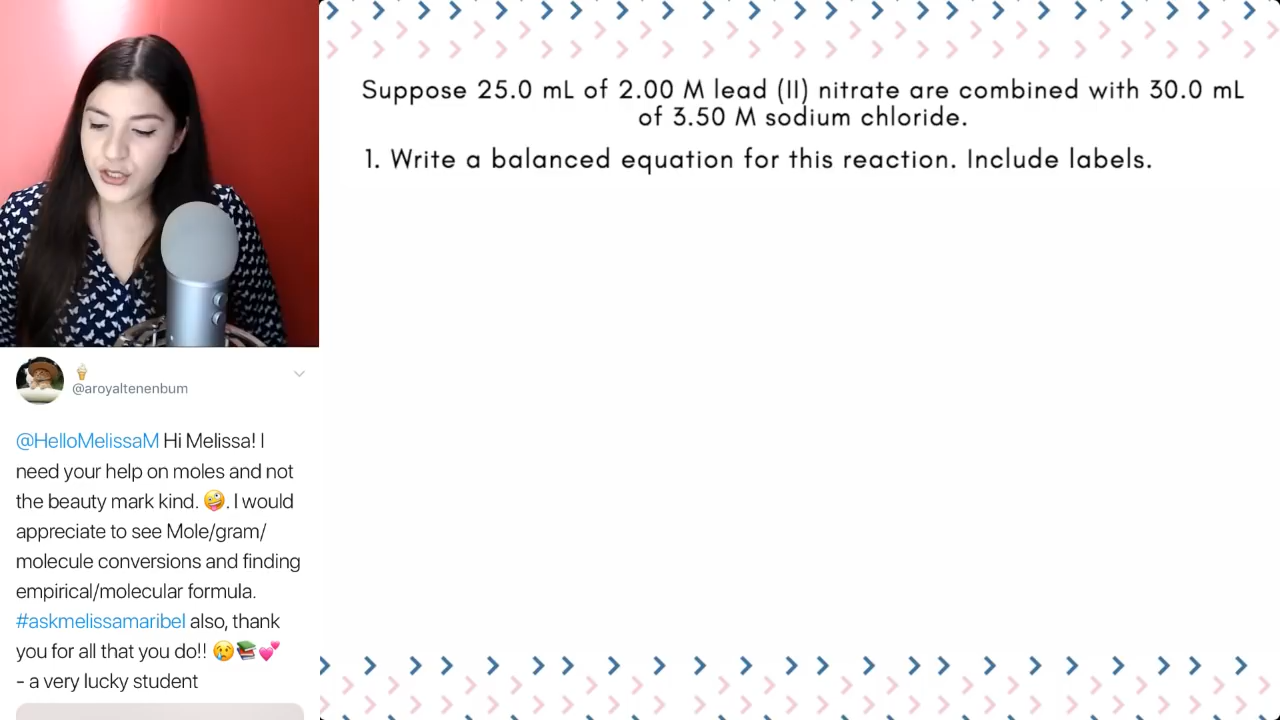 Suppose 25.0 mL of 2.00 M lead (II) nitrate are combined with 30.0 mL
of 3.50 M sodium chloride.
1. Write a balanced equation for this reaction. Include labels.
🍦
@aroyaltenenbum
@HelloMelissaM Hi Melissa! I
need your help on moles and not
the beauty mark kind. 🤪. I would
appreciate to see Mole/gram/
molecule conversions and finding
empirical/molecular formula.
#askmelissamaribel also, thank
you for all that you do!! 😢📚💕
- a very lucky student